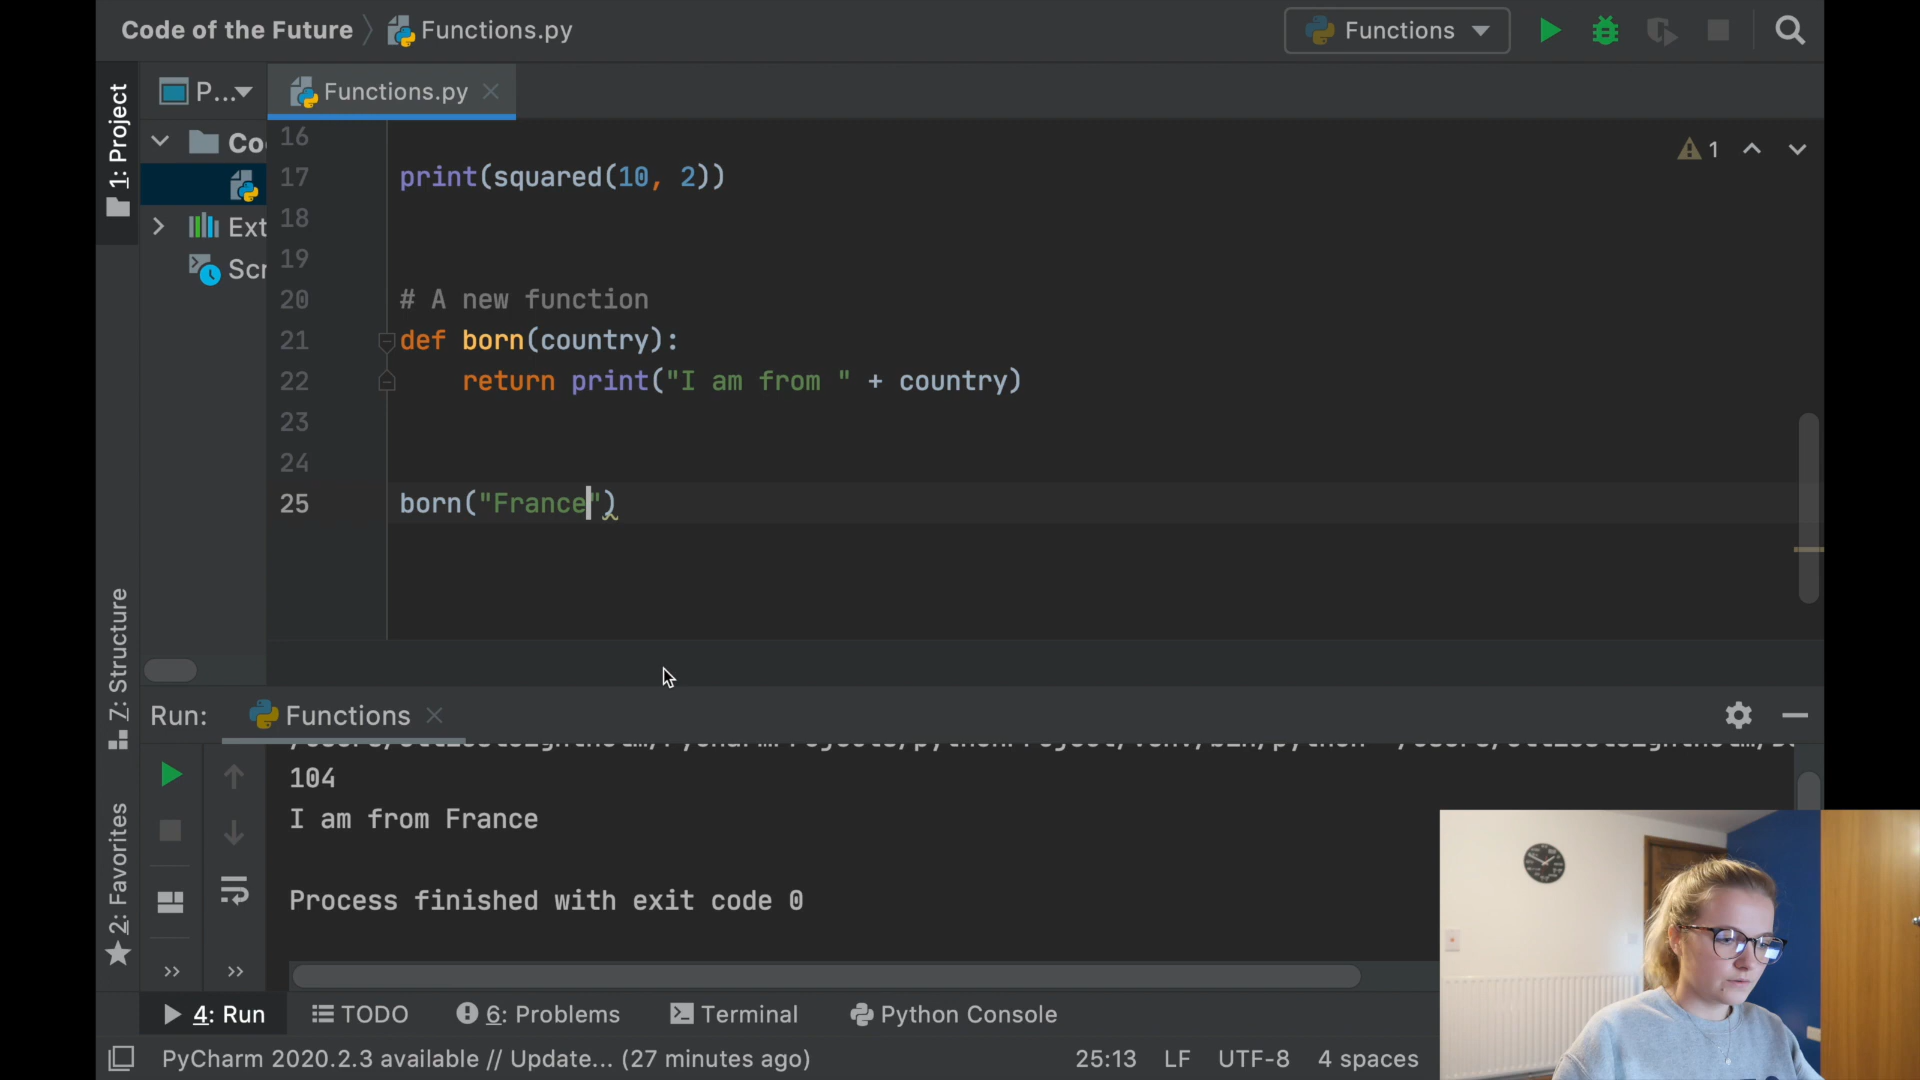 Code of the Future
Functions.py
Functions
1: Project
P...
Functions.py
Co
Ext
Scr
1
16
17 print(squared(10, 2))
18
19
20 # A new function
21 def born(country):
22 return print("I am from " + country)
23
24
25 born("France")
Z: Structure
2: Favorites
Run: Functions
104
I am from France
Process finished with exit code 0
4: Run
TODO
6: Problems
Terminal
Python Console
PyCharm 2020.2.3 available // Update... (27 minutes ago)
25:13 LF UTF-8 4 spaces